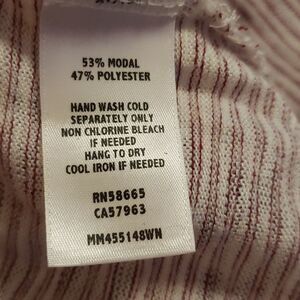 53% MODAL
47% POLYESTER
HAND WASH COLD
SEPARATELY ONLY
NON CHLORINE BLEACH
IF NEEDED
HANG TO DRY
COOL IRON IF NEEDED
RN58665
CA57963
MM455148WN